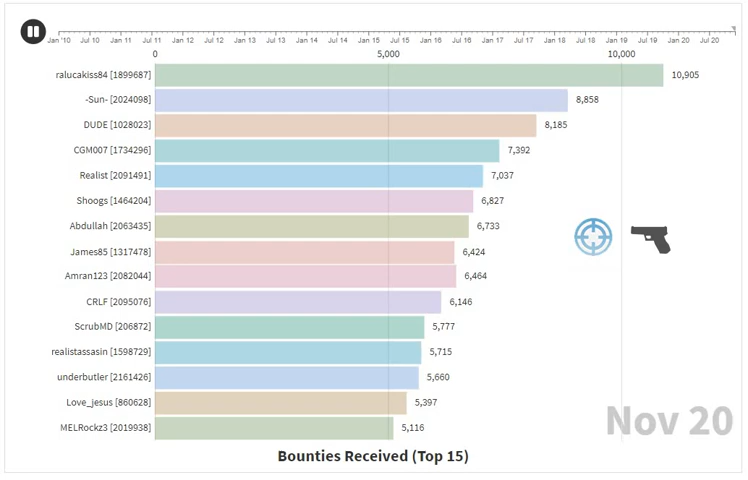 Jan '10 Jul 10 Jan 11 Jul 11 Jan 12 Jul 12 Jan 13 Jul 13 Jan 14 Jul 14 Jan 15 Jul 15 Jan 16 Jul 16 Jan 17 Jul 17 Jan 18 Jul 18 Jan 19 Jul 19 Jan 20 Jul 20
0 5,000 10,000
ralucakiss84 [1899687] 10,905
-Sun- [2024098] 8,858
DUDE [1028023] 8,185
CGM007 [1734296] 7,392
Realist [2091491] 7,037
Shoogs [1464204] 6,827
Abdullah [2063435] 6,733
James85 [1317478] 6,424
Amran123 [2082044] 6,464
CRLF [2095076] 6,146
ScrubMD [206872] 5,777
realistassasin [1598729] 5,715
underbutler [2161426] 5,660
Love_jesus [860628] 5,397
MELRockz3 [2019938] 5,116
Nov 20
Bounties Received (Top 15)